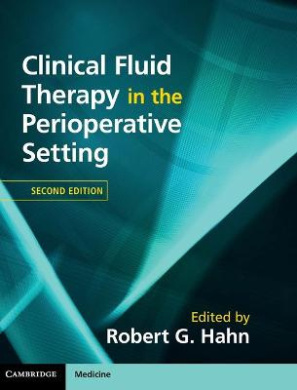 Clinical Fluid
Therapy in the
Perioperative
Setting
SECOND EDITION
Edited by
Robert G. Hahn
CAMBRIDGE Medicine